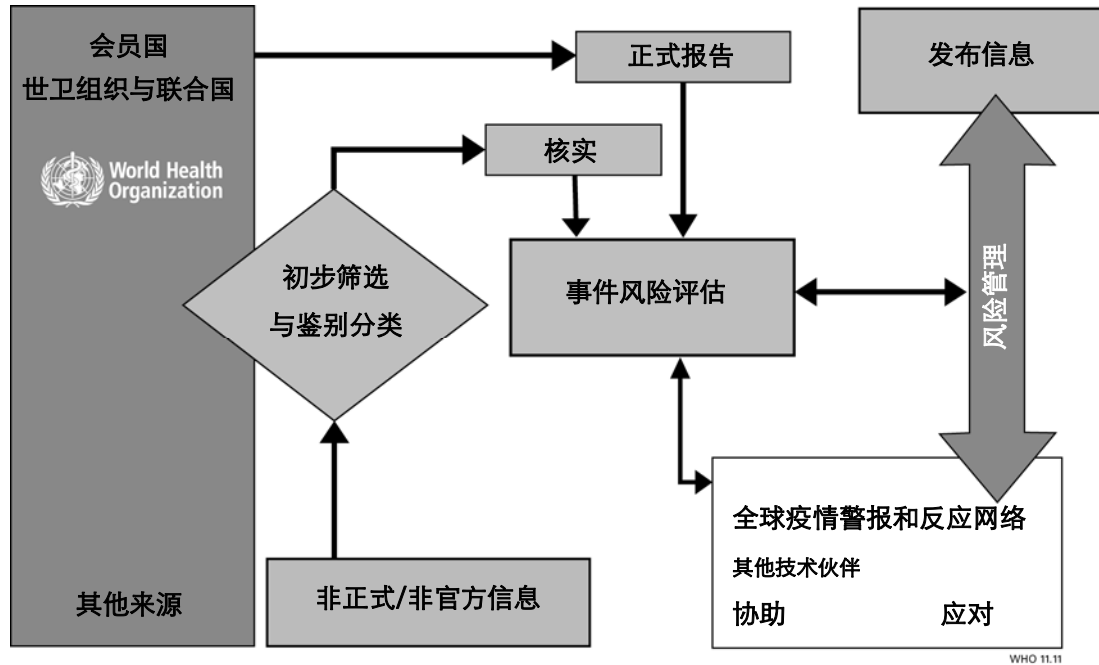 会员国
世卫组织与联合国
World Health
Organization
其他来源
正式报告
发布信息
核实
初步筛选
与鉴别分类
事件风险评估
风险管理
非正式/非官方信息
全球疫情警报和反应网络
其他技术伙伴
协助 应对
WHO 11.11